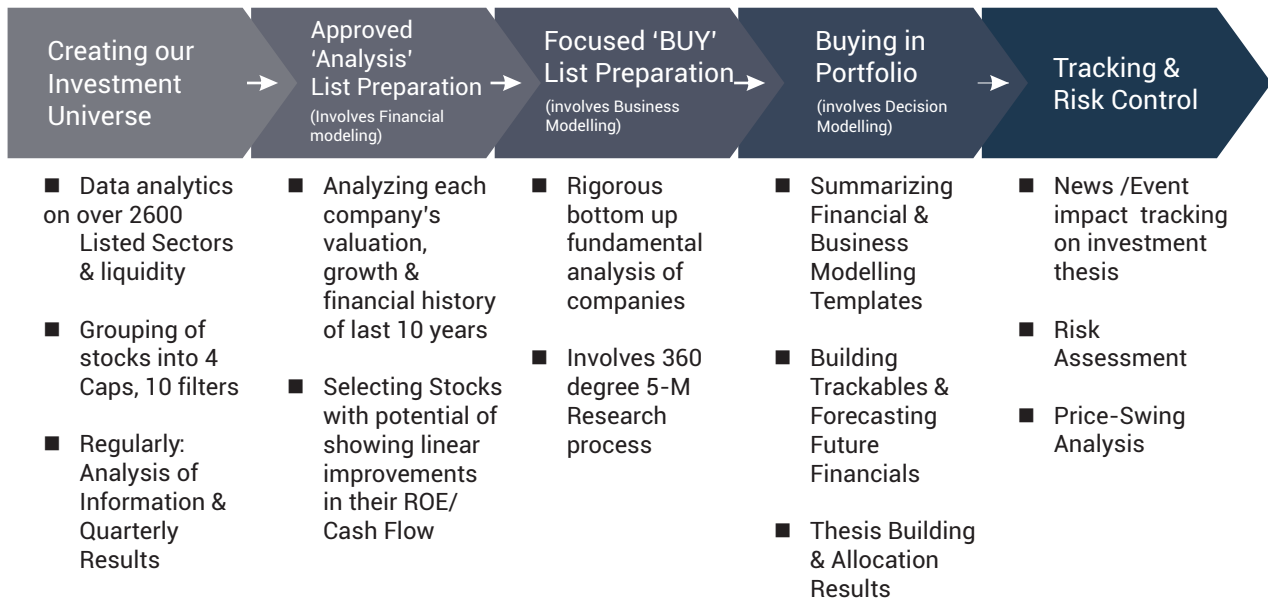 Creating our
Investment
Universe
Approved
‘Analysis’
List Preparation
(Involves Financial
modeling)
Focused ‘BUY’
List Preparation
(involves Business
Modelling)
Buying in
Portfolio
(involves Decision
Modelling)
Tracking &
Risk Control
■ Data analytics
on over 2600
Listed Sectors
& liquidity
■ Grouping of
stocks into 4
Caps, 10 filters
■ Regularly:
Analysis of
Information &
Quarterly
Results
■ Analyzing each
company’s
valuation,
growth &
financial history
of last 10 years
■ Selecting Stocks
with potential of
showing linear
improvements
in their ROE/
Cash Flow
■ Rigorous
bottom up
fundamental
analysis of
companies
■ Involves 360
degree 5-M
Research
process
■ Summarizing
Financial &
Business
Modelling
Templates
■ Building
Trackables &
Forecasting
Future
Financials
■ Thesis Building
& Allocation
Results
■ News /Event
impact tracking
on investment
thesis
■ Risk
Assessment
■ Price-Swing
Analysis